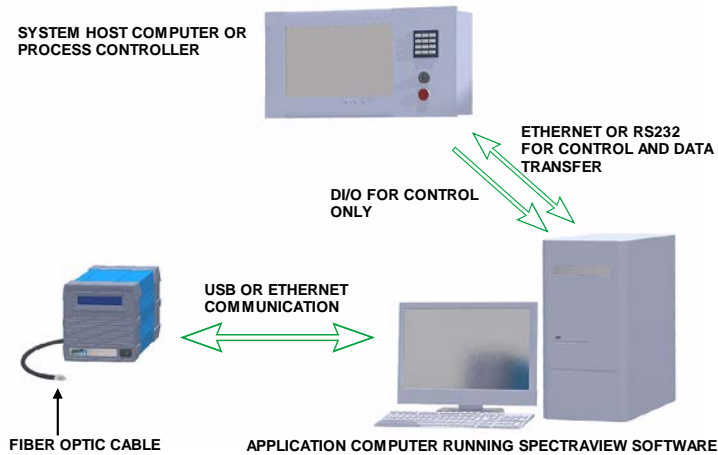 SYSTEM HOST COMPUTER OR
PROCESS CONTROLLER
ETHERNET OR RS232
FOR CONTROL AND DATA
TRANSFER
DI/O FOR CONTROL
ONLY
USB OR ETHERNET
COMMUNICATION
FIBER OPTIC CABLE
APPLICATION COMPUTER RUNNING SPECTRAVIEW SOFTWARE